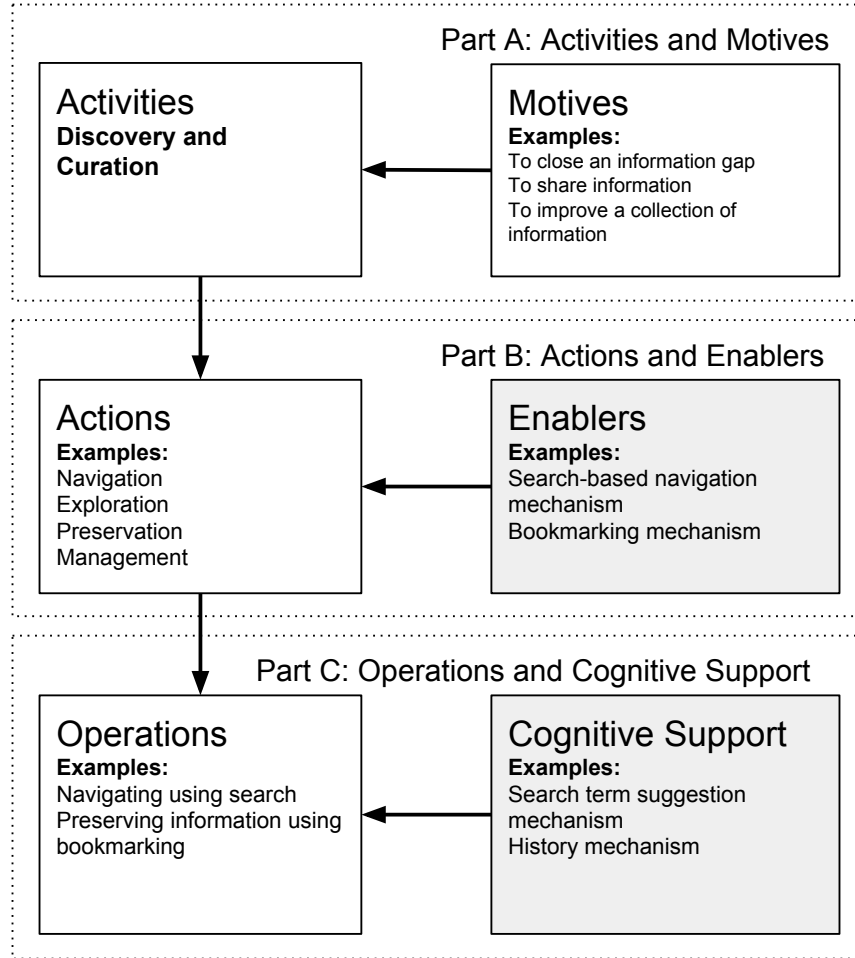 Part A: Activities and Motives
Activities
Discovery and
Curation
Motives
Examples:
To close an information gap
To share information
To improve a collection of
information
Part B: Actions and Enablers
Actions
Examples:
Navigation
Exploration
Preservation
Management
Enablers
Examples:
Search-based navigation
mechanism
Bookmarking mechanism
Part C: Operations and Cognitive Support
Operations
Examples:
Navigating using search
Preserving information using
bookmarking
Cognitive Support
Examples:
Search term suggestion
mechanism
History mechanism